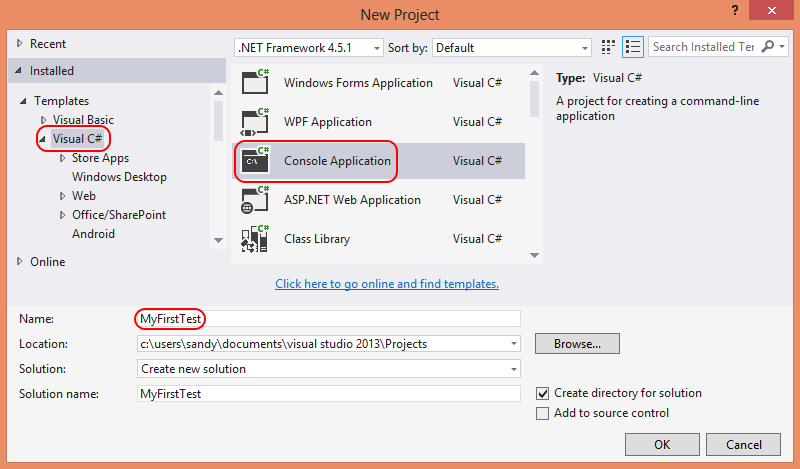 New Project
?
Recent
.NET Framework 4.5.1
Sort by: Default
Search Installed Ter
Installed
Templates
Visual Basic
Visual C#
Store Apps
Windows Desktop
Web
Office/SharePoint
Android
Online
C# Windows Forms Application Visual C#
C# WPF Application Visual C#
C# C:\ Console Application Visual C#
C# ASP.NET Web Application Visual C#
C# Class Library Visual C#
Type: Visual C#
A project for creating a command-line
application
Click here to go online and find templates.
Name: MyFirstTest
Location: c:\users\sandy\documents\visual studio 2013\Projects
Browse...
Solution: Create new solution
Solution name: MyFirstTest
Create directory for solution
Add to source control
OK
Cancel